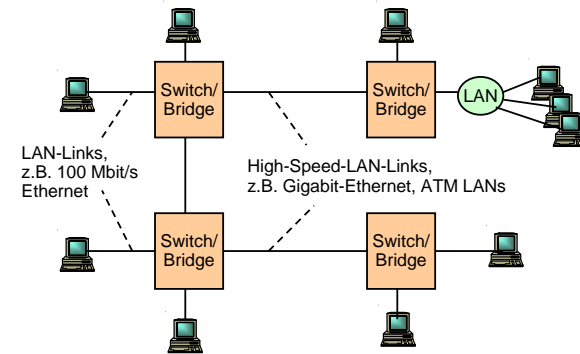 Switch/
Bridge
Switch/
Bridge
LAN
LAN-Links,
z.B. 100 Mbit/s
Ethernet
High-Speed-LAN-Links,
z.B. Gigabit-Ethernet, ATM LANs
Switch/
Bridge
Switch/
Bridge